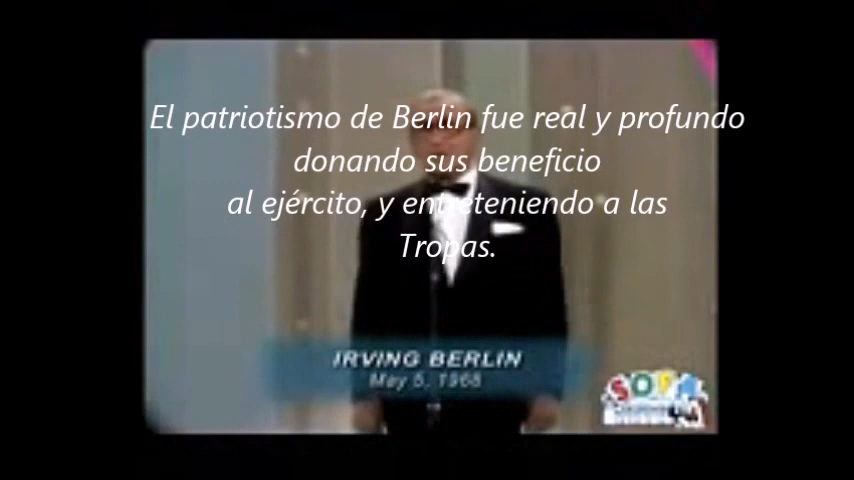 El patriotismo de Berlin fue real y profundo
donando sus beneficio
al ejército, y entreteniendo a las
Tropas.
IRVING BERLIN
May 5, 1968